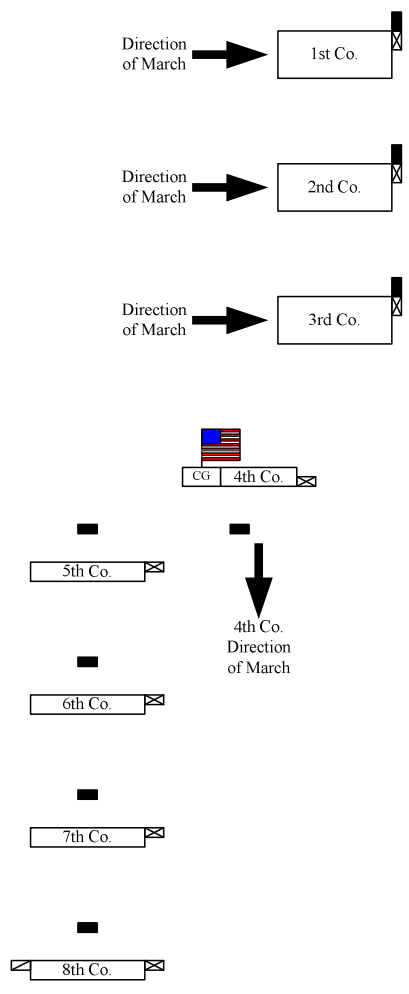 Direction
of March
1st Co.
Direction
of March
2nd Co.
Direction
of March
3rd Co.
CG
4th Co.
5th Co.
4th Co.
Direction
of March
6th Co.
7th Co.
8th Co.